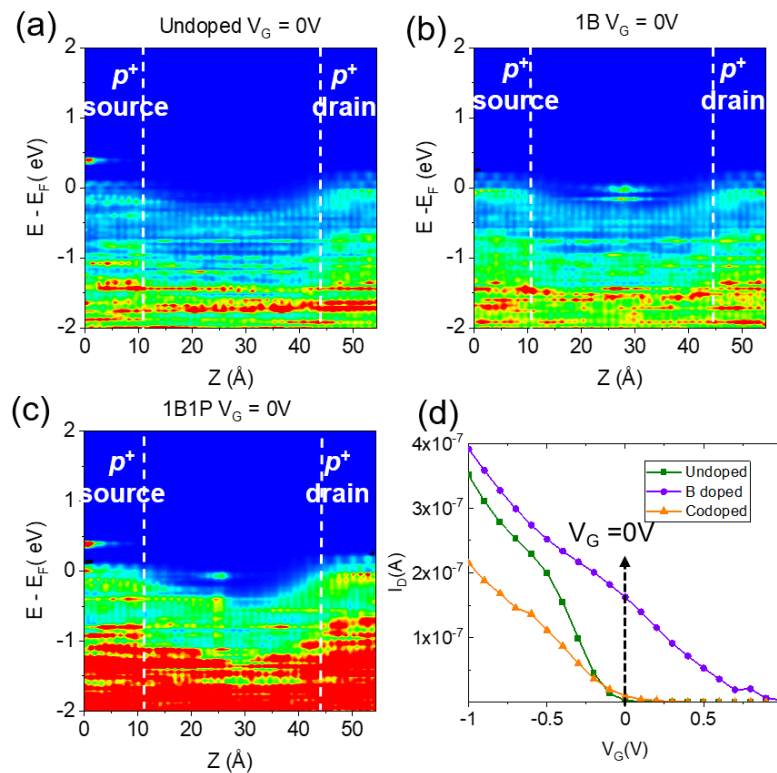 (a)
Undoped V_G = 0V
p+
source
p+
drain
E - E_F( eV)
2
1
0
-1
-2
0 10 20 30 40 50
Z (Å)
(b)
1B V_G = 0V
p+
source
p+
drain
E -E_F (eV)
2
1
0
-1
-2
0 10 20 30 40 50
Z (Å)
(c)
1B1P V_G = 0V
p+
source
p+
drain
E - E_F( eV)
2
1
0
-1
-2
0 10 20 30 40 50
Z (Å)
(d)
I_D(A)
4x10^-7
3x10^-7
2x10^-7
1x10^-7
Undoped
B doped
Codoped
V_G =0V
-1 -0.5 0 0.5
V_G(V)